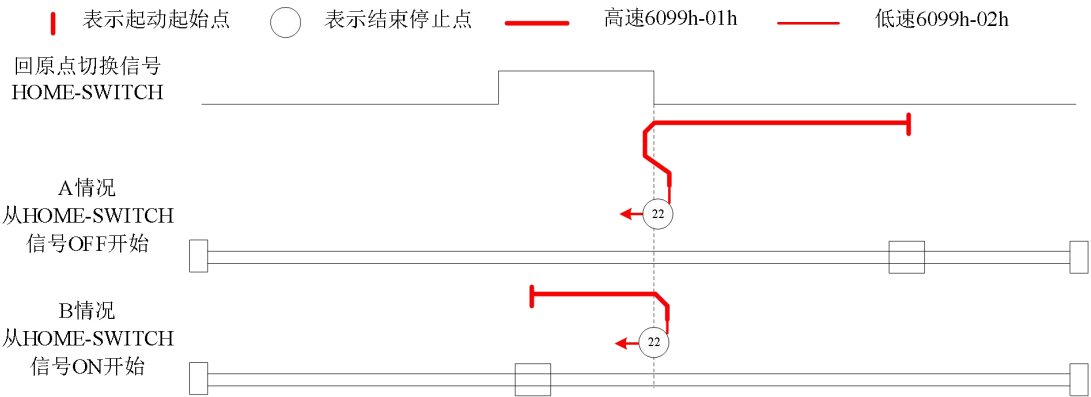 表示起动起始点 表示结束停止点 高速6099h-01h 低速6099h-02h
回原点切换信号
HOME-SWITCH
A情况
从HOME-SWITCH
信号OFF开始
22
B情况
从HOME-SWITCH
信号ON开始
22